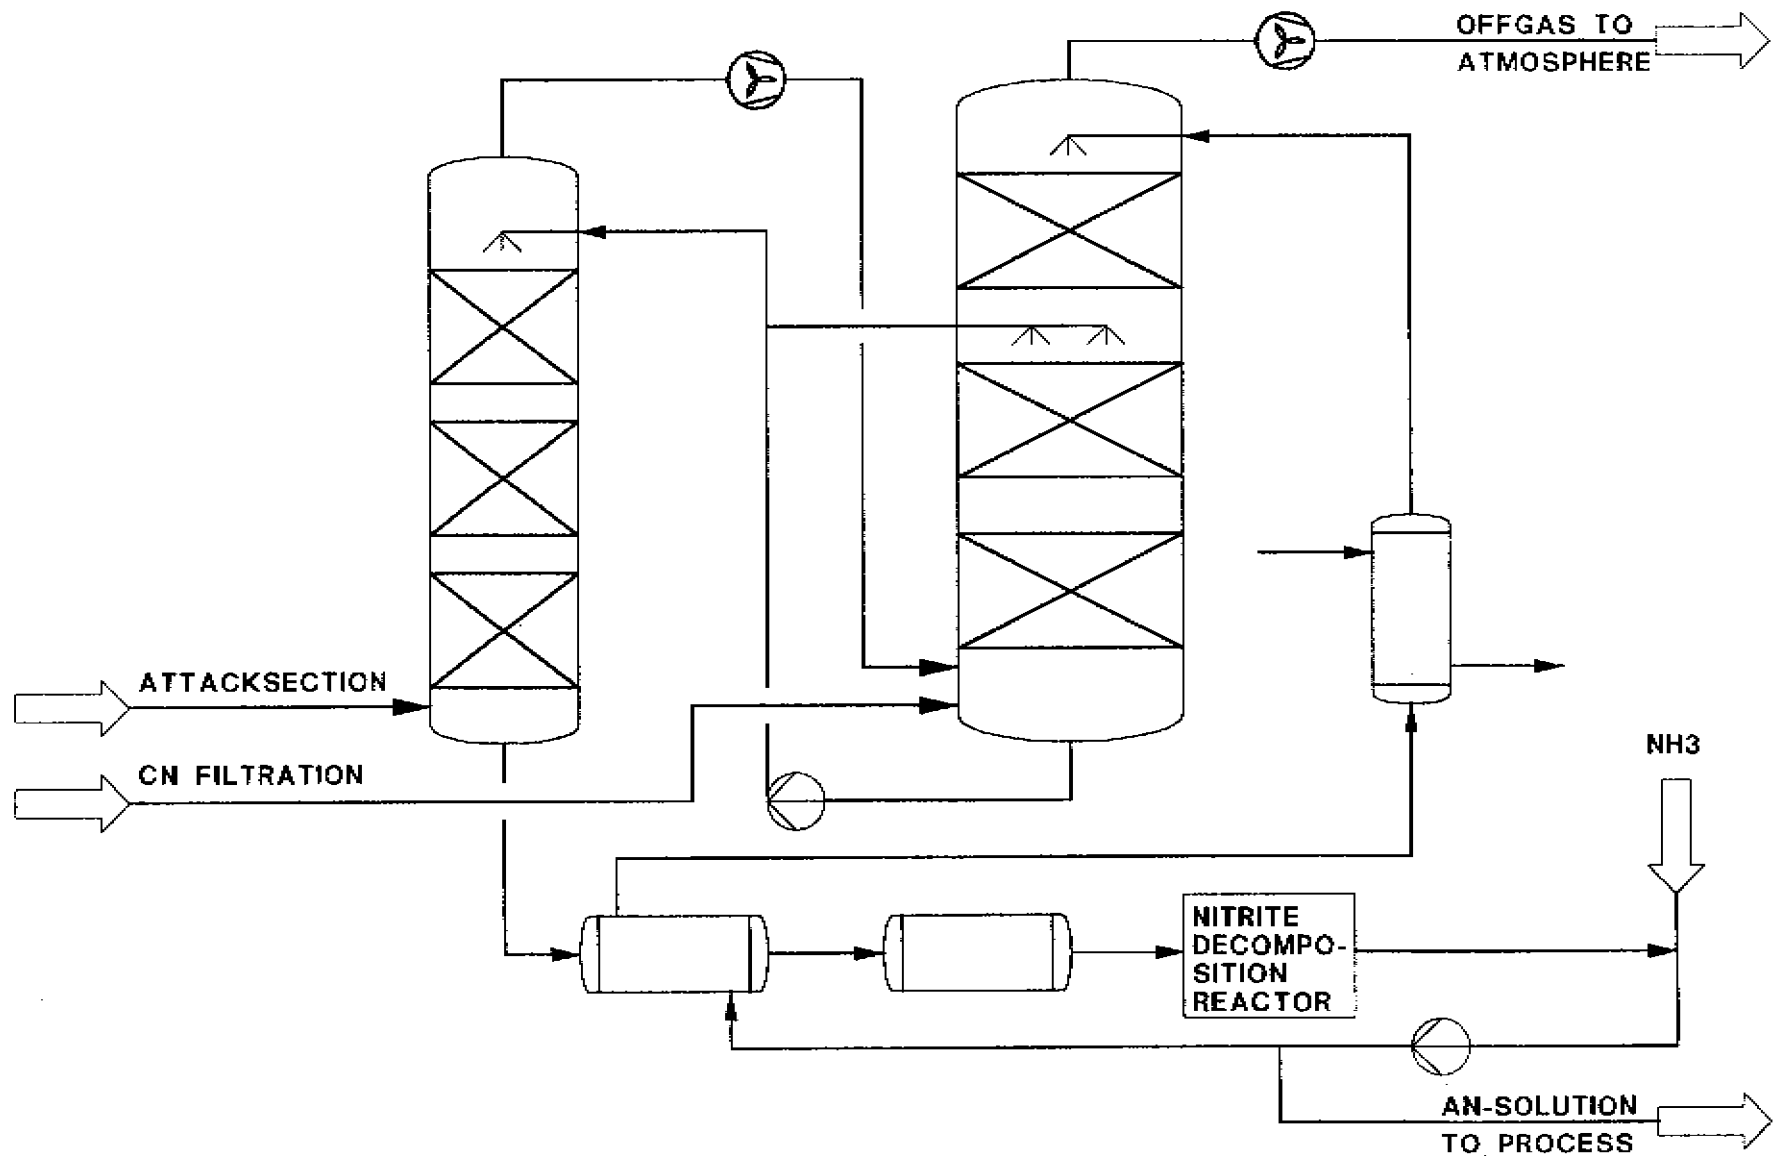 OFFGAS TO
ATMOSPHERE
ATTACKSECTION
CN FILTRATION
NH3
NITRITE
DECOMPO-
SITION
REACTOR
AN-SOLUTION
TO PROCESS